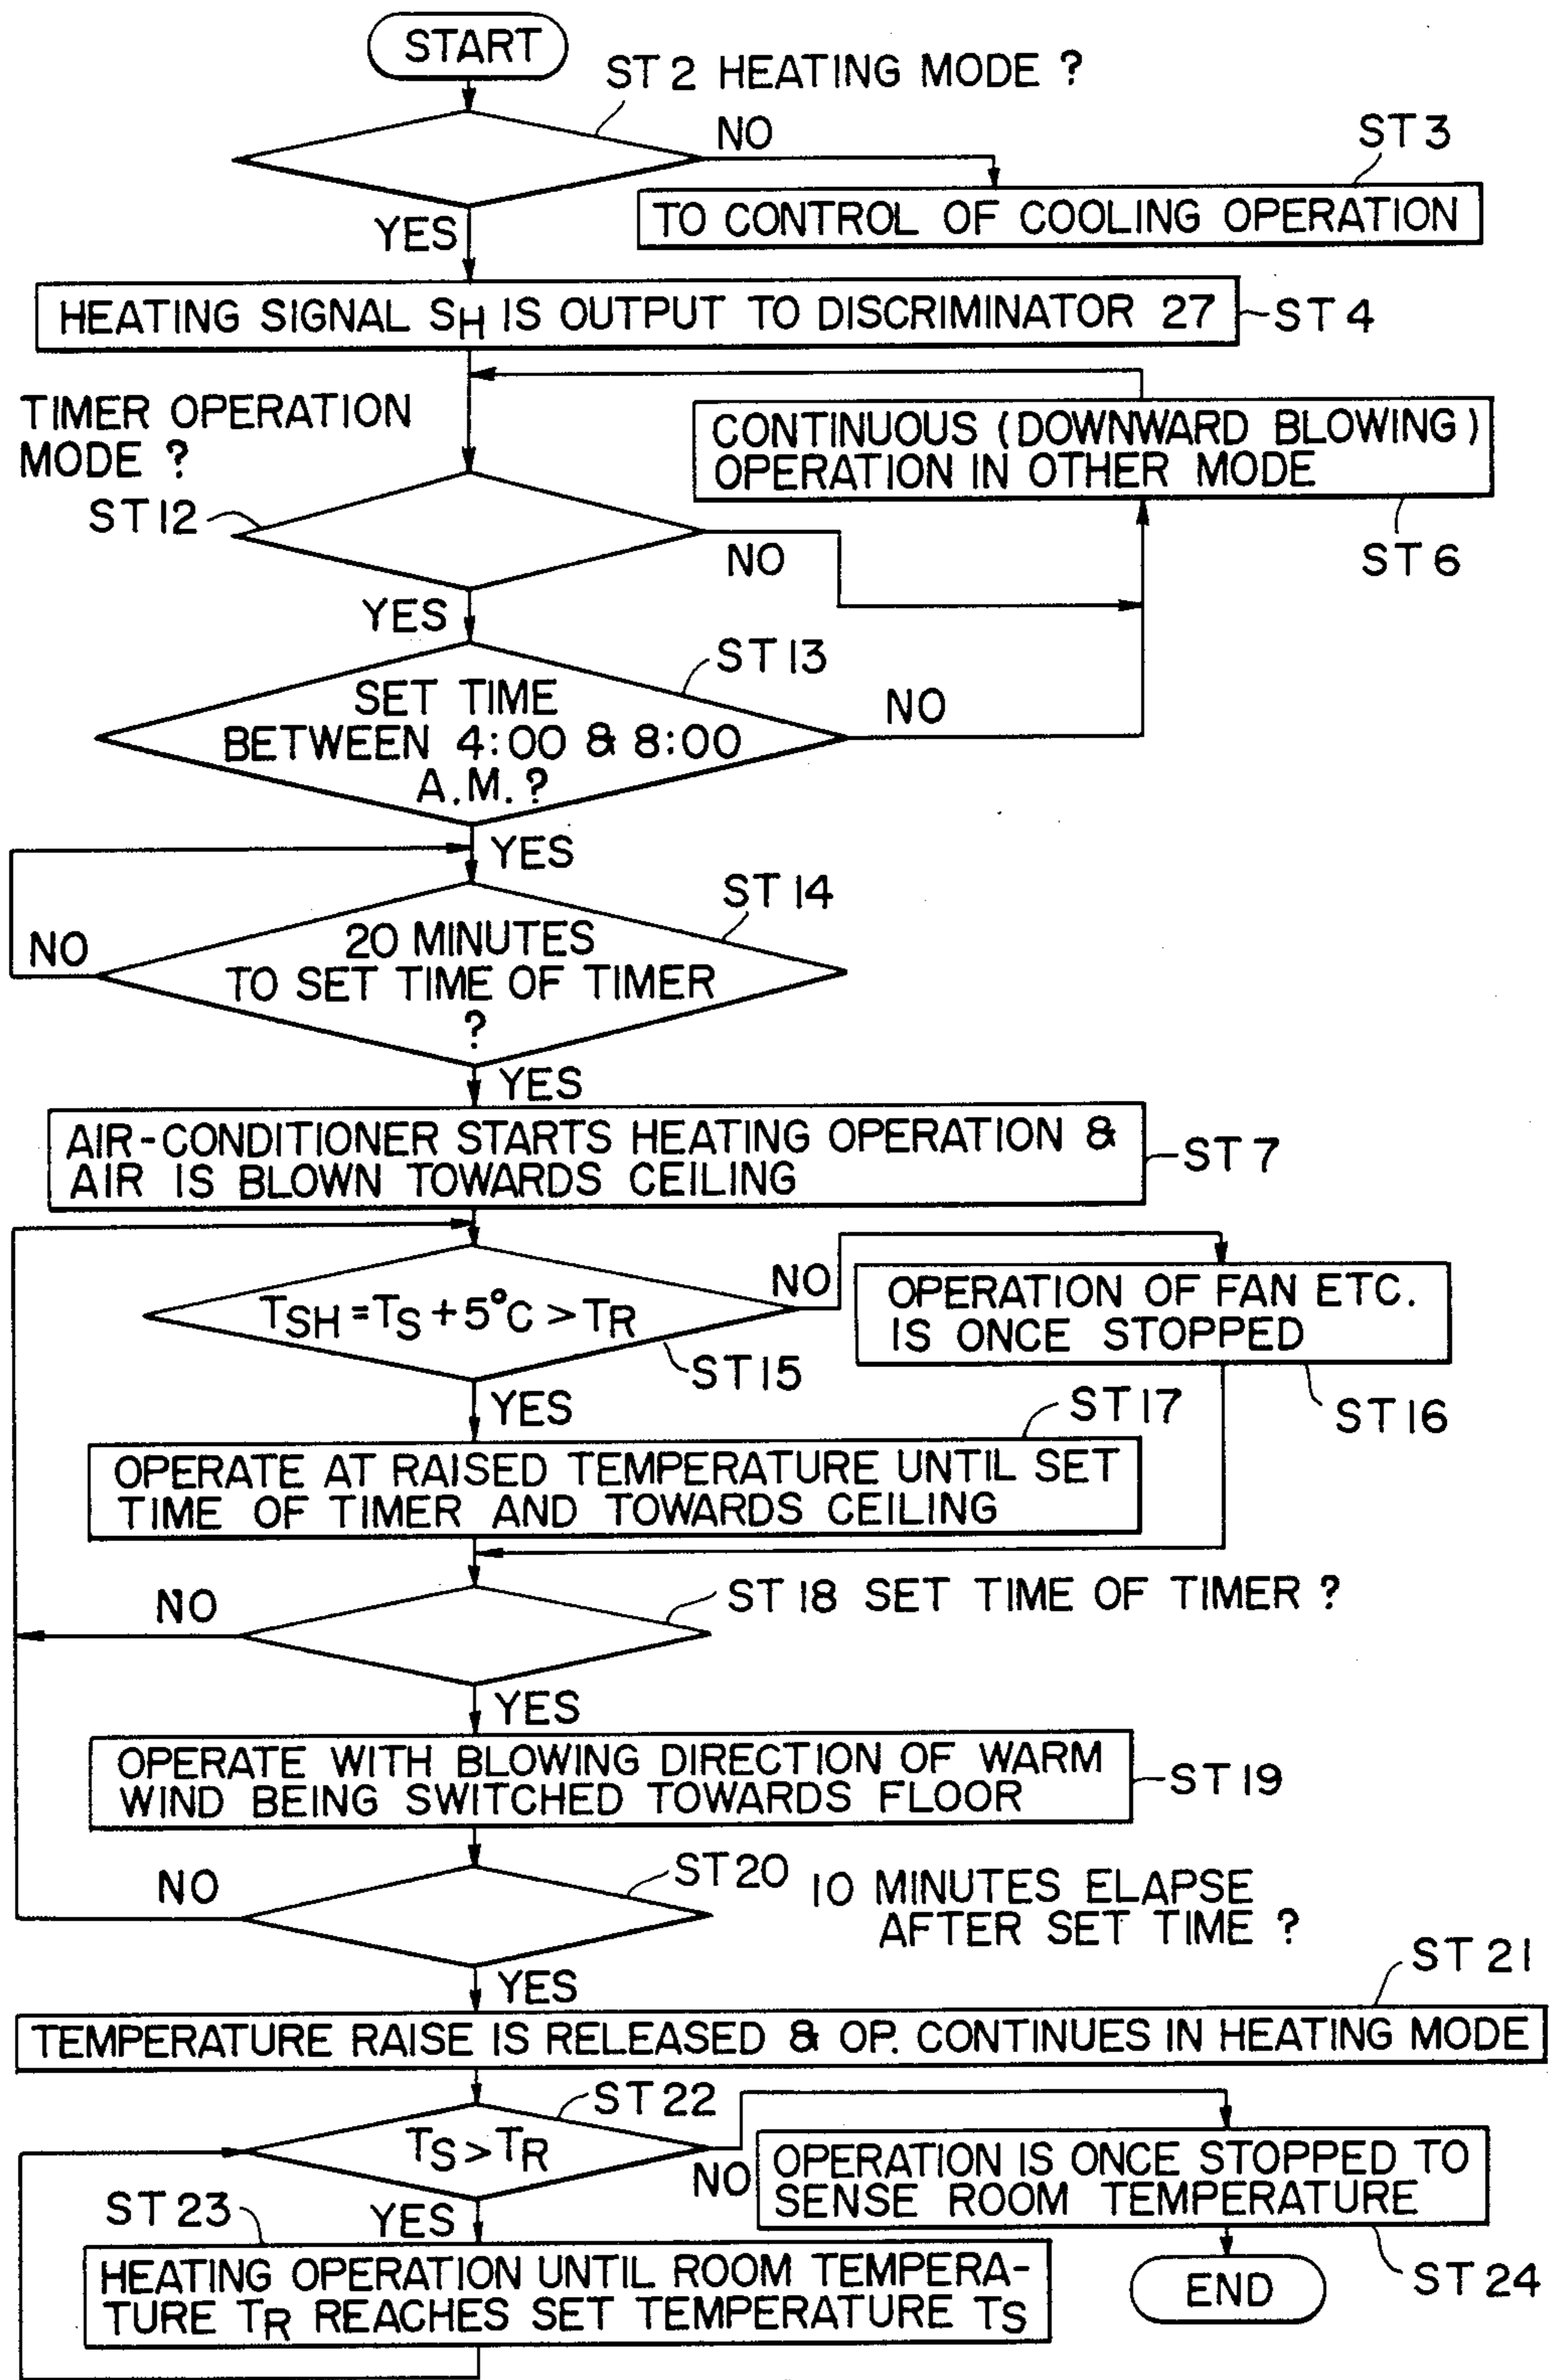 START
ST2 HEATING MODE ?
NO
ST3
TO CONTROL OF COOLING OPERATION
YES
HEATING SIGNAL SH IS OUTPUT TO DISCRIMINATOR 27
ST4
TIMER OPERATION
MODE ?
CONTINUOUS (DOWNWARD BLOWING)
OPERATION IN OTHER MODE
ST12
NO
ST6
YES
ST13
SET TIME
BETWEEN 4:00 & 8:00
A.M.?
NO
YES
ST14
NO
20 MINUTES
TO SET TIME OF TIMER
?
YES
AIR-CONDITIONER STARTS HEATING OPERATION &
AIR IS BLOWN TOWARDS CEILING
ST7
TSH=TS+5°C>TR
NO
OPERATION OF FAN ETC.
IS ONCE STOPPED
ST15
YES
ST17
ST16
OPERATE AT RAISED TEMPERATURE UNTIL SET
TIME OF TIMER AND TOWARDS CEILING
NO
ST18 SET TIME OF TIMER ?
YES
OPERATE WITH BLOWING DIRECTION OF WARM
WIND BEING SWITCHED TOWARDS FLOOR
ST19
NO
ST20
10 MINUTES ELAPSE
AFTER SET TIME ?
YES
ST21
TEMPERATURE RAISE IS RELEASED & OP. CONTINUES IN HEATING MODE
ST22
TS>TR
NO
OPERATION IS ONCE STOPPED TO
SENSE ROOM TEMPERATURE
ST23
YES
HEATING OPERATION UNTIL ROOM TEMPERA-
TURE TR REACHES SET TEMPERATURE TS
END
ST24